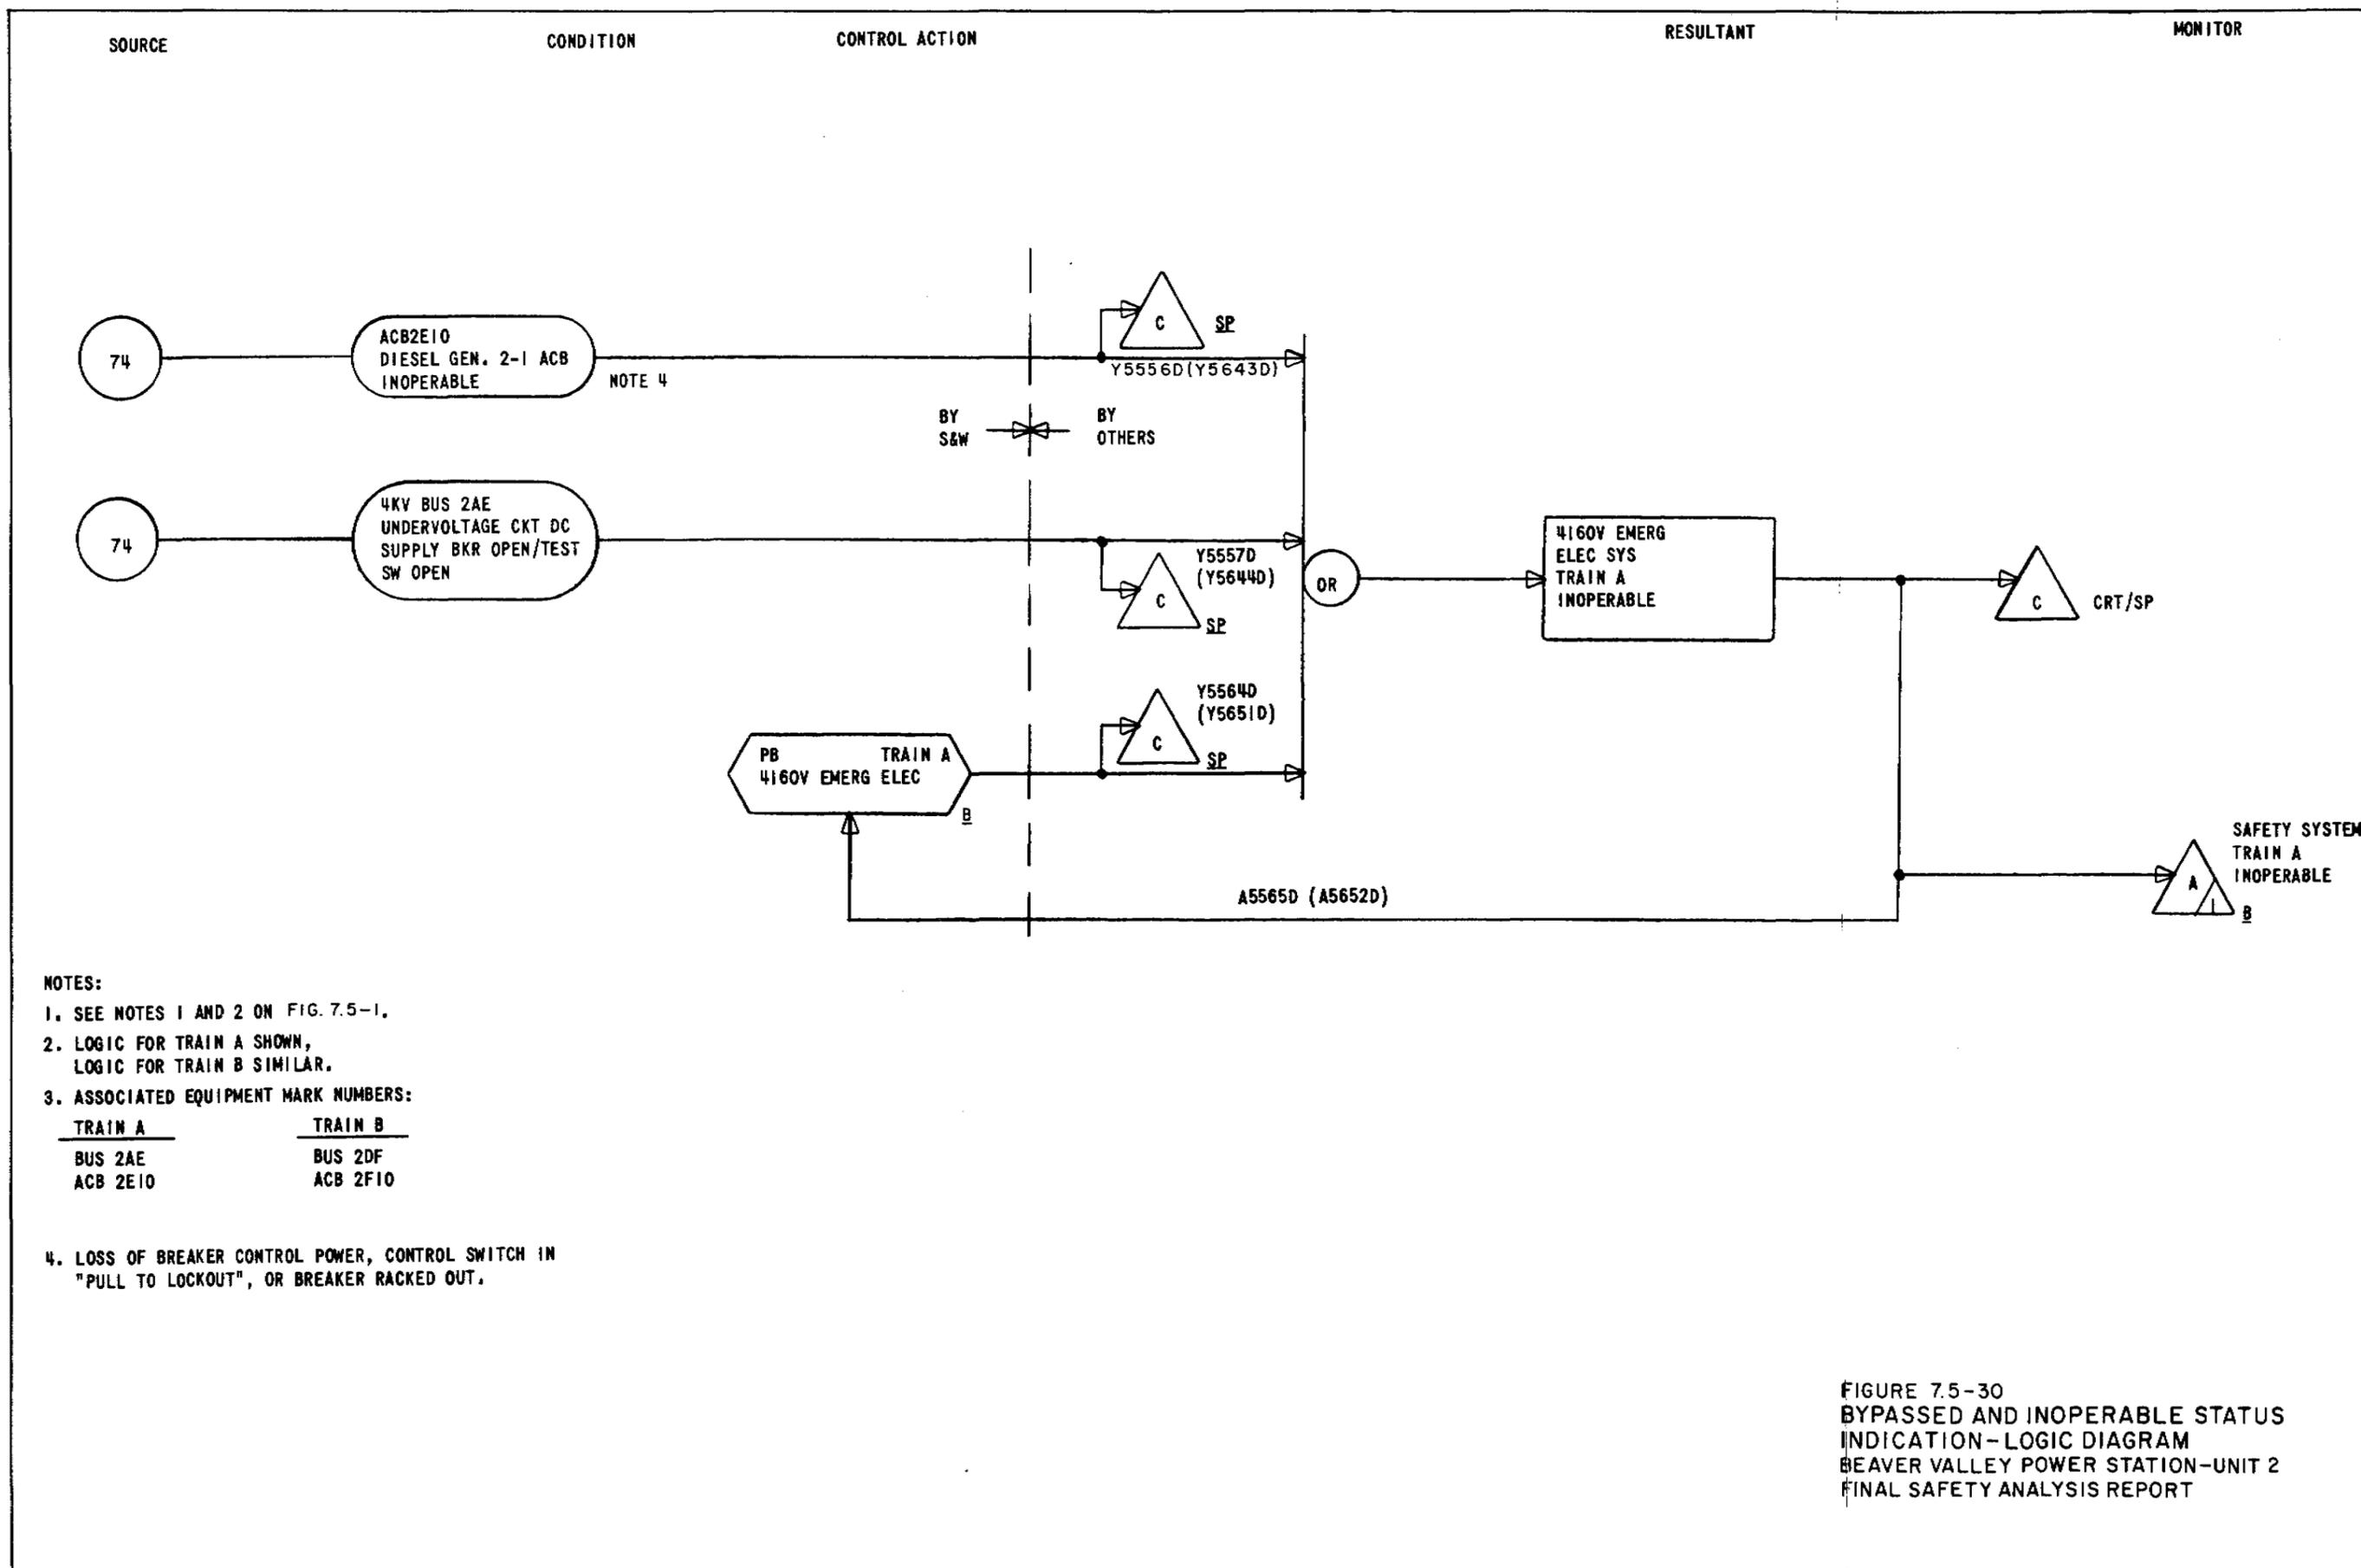 SOURCE
CONDITION
CONTROL ACTION
RESULTANT
MONITOR
74
ACB2E10
DIESEL GEN. 2-1 ACB
INOPERABLE
NOTE 4
C
SP
Y5556D(Y5643D)
BY
S&W
BY
OTHERS
74
4KV BUS 2AE
UNDERVOLTAGE CKT DC
SUPPLY BKR OPEN/TEST
SW OPEN
Y5557D
(Y5644D)
C
SP
OR
4160V EMERG
ELEC SYS
TRAIN A
INOPERABLE
C
CRT/SP
Y5564D
(Y5651D)
C
SP
PB TRAIN A
4160V EMERG ELEC
B
A5565D (A5652D)
SAFETY SYSTEM
TRAIN A
INOPERABLE
A
1
B
NOTES:
1. SEE NOTES 1 AND 2 ON FIG. 7.5-1.
2. LOGIC FOR TRAIN A SHOWN,
LOGIC FOR TRAIN B SIMILAR.
3. ASSOCIATED EQUIPMENT MARK NUMBERS:
TRAIN A TRAIN B
BUS 2AE BUS 2DF
ACB 2E10 ACB 2F10
4. LOSS OF BREAKER CONTROL POWER, CONTROL SWITCH IN
"PULL TO LOCKOUT", OR BREAKER RACKED OUT.
FIGURE 7.5-30
BYPASSED AND INOPERABLE STATUS
INDICATION-LOGIC DIAGRAM
BEAVER VALLEY POWER STATION-UNIT 2
FINAL SAFETY ANALYSIS REPORT